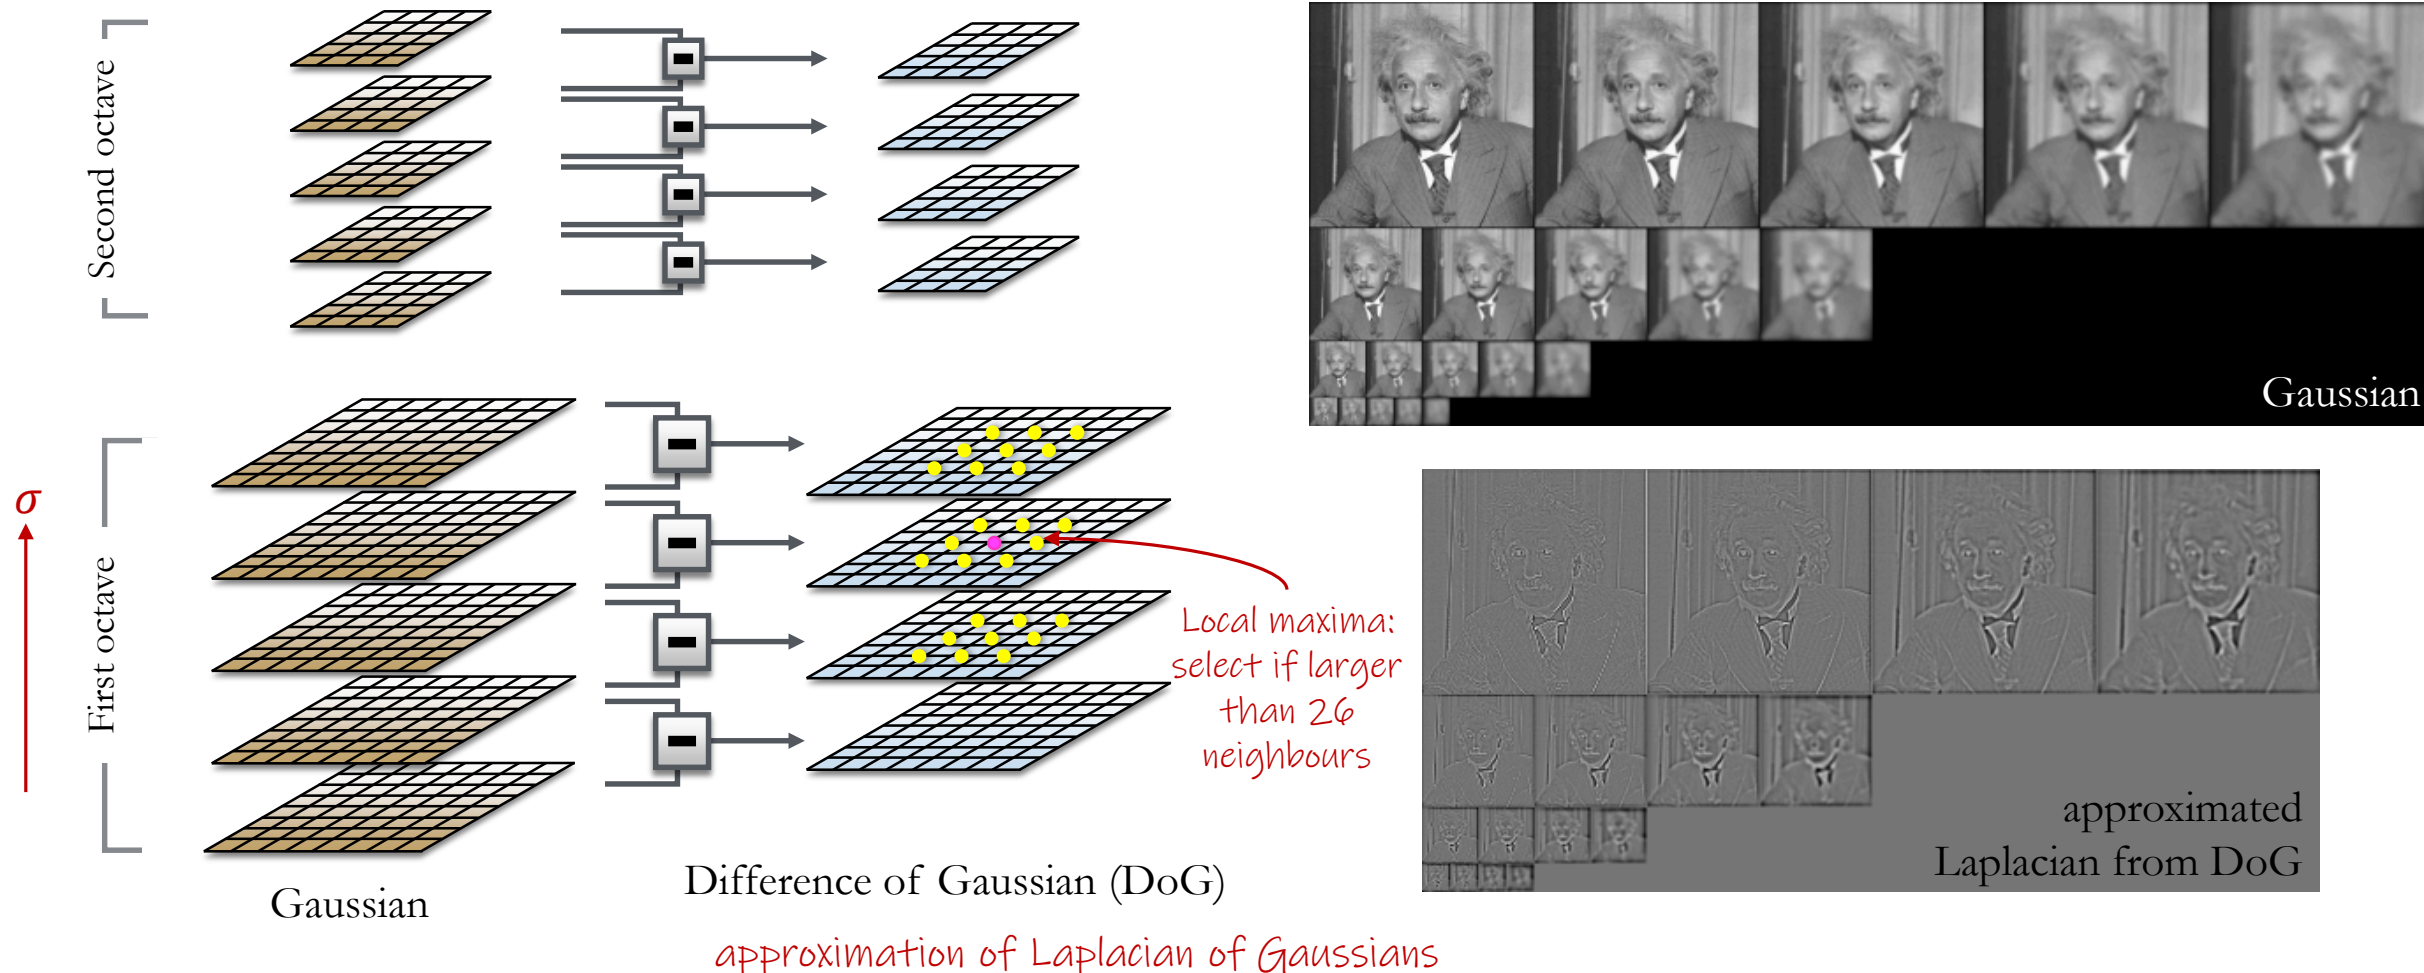 Second octave
First octave
σ
Gaussian
Difference of Gaussian (DoG)
approximation of Laplacian of Gaussians
Local maxima:
select if larger
than 26
neighbours
Gaussian
approximated
Laplacian from DoG